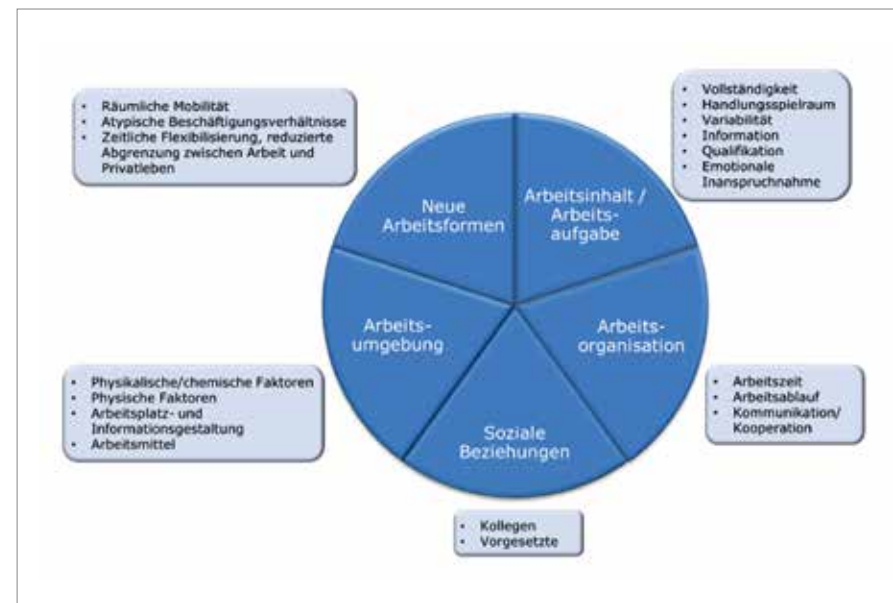 • Räumliche Mobilität
• Atypische Beschäftigungsverhältnisse
• Zeitliche Flexibilisierung, reduzierte
Abgrenzung zwischen Arbeit und
Privatleben
• Vollständigkeit
• Handlungsspielraum
• Variabilität
• Information
• Qualifikation
• Emotionale
Inanspruchnahme
Neue
Arbeitsformen
Arbeitsinhalt /
Arbeits-
aufgabe
Arbeits-
umgebung
Arbeits-
organisation
Soziale
Beziehungen
• Physikalische/chemische Faktoren
• Physische Faktoren
• Arbeitsplatz- und
Informationsgestaltung
• Arbeitsmittel
• Arbeitszeit
• Arbeitsablauf
• Kommunikation/
Kooperation
• Kollegen
• Vorgesetzte